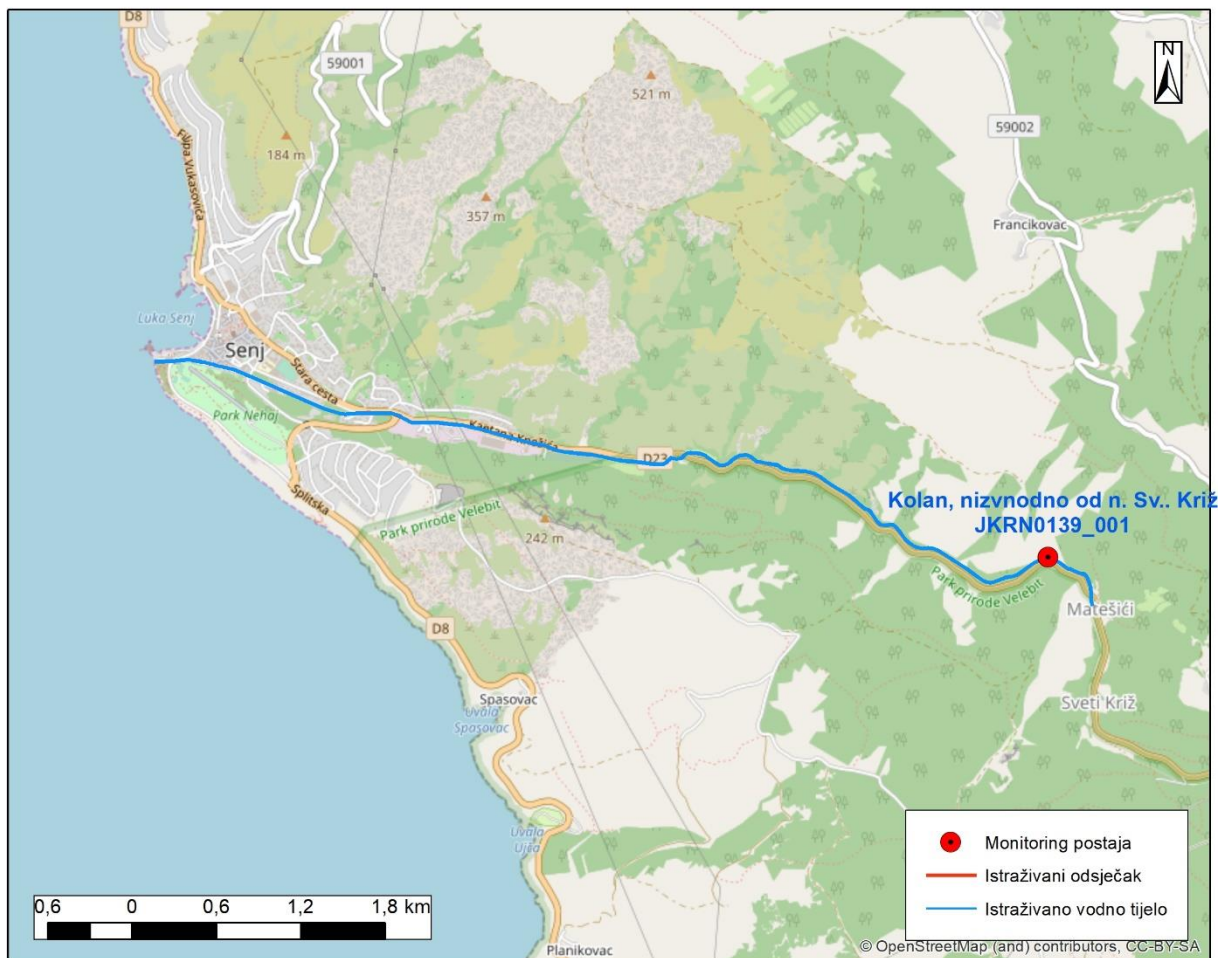 D8
N
59001
521 m
59002
Filipa Vukasovića
184 m
357 m
Francikovac
Luka Senj
Senj
Stara cesta
Park Nehaj
Kaptana Knežića
D23
Kolan, nizvnodno od n. Sv.. Križ
JKRN0139_001
Splitska
Park prirode Velebit
242 m
Park prirode Velebit
Matešići
D8
Spasovac
Uvala
Spasovac
Sveti Križ
Uvala
Ujča
Monitoring postaja
Istraživani odsječak
Istraživano vodno tijelo
0,6 0 0,6 1,2 1,8 km
Planikovac
© OpenStreetMap (and) contributors, CC-BY-SA